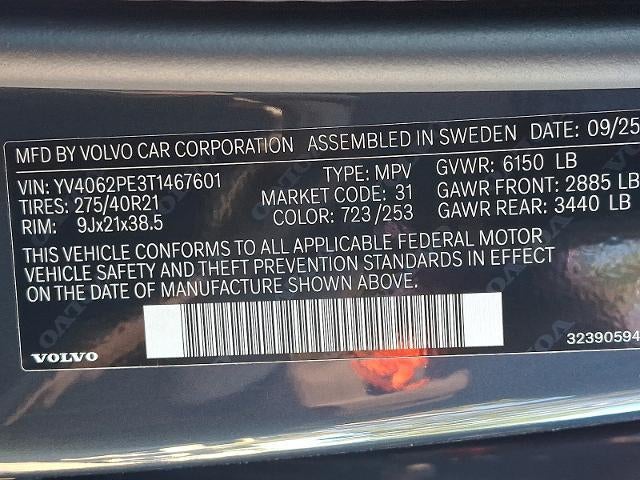 MFD BY VOLVO CAR CORPORATION ASSEMBLED IN SWEDEN DATE: 09/25
VIN: YV4062PE3T1467601 TYPE: MPV GVWR: 6150 LB
TIRES: 275/40R21 MARKET CODE: 31 GAWR FRONT: 2885 LB
RIM: 9Jx21x38.5 COLOR: 723/253 GAWR REAR: 3440 LB
THIS VEHICLE CONFORMS TO ALL APPLICABLE FEDERAL MOTOR
VEHICLE SAFETY AND THEFT PREVENTION STANDARDS IN EFFECT
ON THE DATE OF MANUFACTURE SHOWN ABOVE.
VOLVO 32390594